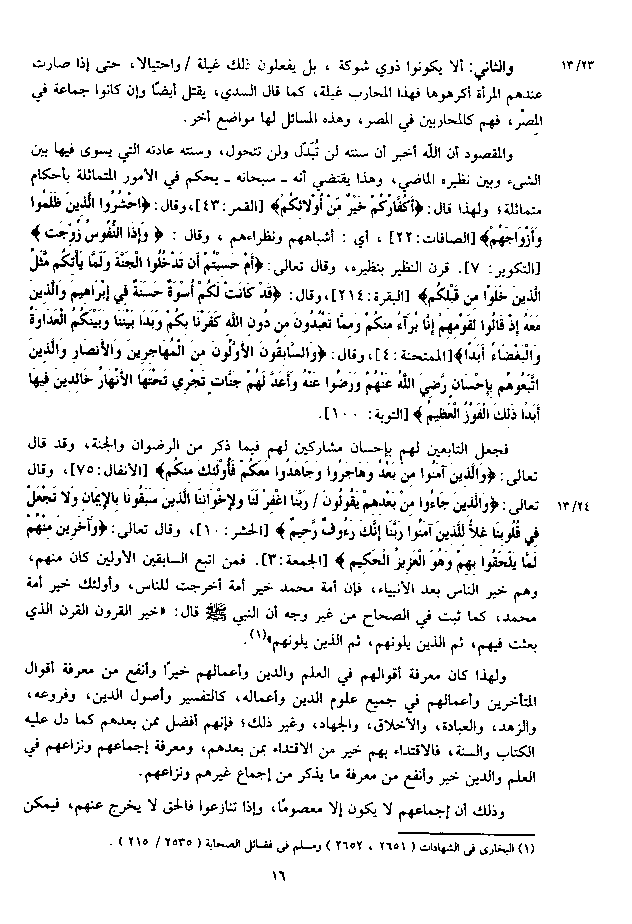 ١٣/٢٣ والثاني: ألا يكونوا ذوي شوكة ، بل يفعلون ذلك غيلة / واحتيالا، حتى إذا صارت
عندهم المرأة أكرهوها فهذا المحارب غيلة، كما قال السدي، يقتل أيضًا وإن كانوا جماعة في
المِصْر، فهم كالمحاربين في المصر، وهذه المسائل لها مواضع أخر.
والمقصود أن الله أخبر أن سنته لن تُبَدّل ولن تتحول، وسنته عادته التي يسوى فيها بين
الشىء وبين نظيره الماضي، وهذا يقتضي أنه ـ سبحانه ـ يحكم في الأمور المتماثلة بأحكام
متماثلة؛ ولهذا قال: ﴿أَكُفَّارُكُمْ خَيْرٌ مِّنْ أُوْلَائِكُمْ﴾ [القمر:٤٣]،وقال: ﴿احْشُرُوا الَّذِينَ ظَلَمُوا
وَأَزْوَاجَهُمْ﴾ [الصافات:٢٢] ، أي : أشباههم ونظراءهم ، وقال : ﴿ وَإِذَا النُّفُوسُ زُوِّجَتْ ﴾
[التكوير: ٧]. قرن النظير بنظيره، وقال تعالى: ﴿أَمْ حَسِبْتُمْ أَن تَدْخُلُوا الْجَنَّةَ وَلَمَّا يَأْتِكُم مَّثَلُ
الَّذِينَ خَلَوْا مِن قَبْلِكُم﴾ [البقرة:٢١٤]،وقال: ﴿قَدْ كَانَتْ لَكُمْ أُسْوَةٌ حَسَنَةٌ فِي إِبْرَاهِيمَ وَالَّذِينَ
مَعَهُ إِذْ قَالُوا لِقَوْمِهِمْ إِنَّا بُرَآءُ مِنكُمْ وَمِمَّا تَعْبُدُونَ مِن دُونِ اللَّهِ كَفَرْنَا بِكُمْ وَبَدَا بَيْنَنَا وَبَيْنَكُمُ الْعَدَاوَةُ
وَالْبَغْضَاءُ أَبَدًا﴾[الممتحنة:٤]،وقال: ﴿وَالسَّابِقُونَ الأَوَّلُونَ مِنَ الْمُهَاجِرِينَ وَالأَنصَارِ وَالَّذِينَ
اتَّبَعُوهُم بِإِحْسَانٍ رَّضِيَ اللَّهُ عَنْهُمْ وَرَضُوا عَنْهُ وَأَعَدَّ لَهُمْ جَنَّاتٍ تَجْرِي تَحْتَهَا الأَنْهَارُ خَالِدِينَ فِيهَا
أَبَدًا ذَلِكَ الْفَوْزُ الْعَظِيمُ﴾ [التوبة: ١٠٠].
فجعل التابعين لهم بإحسان مشاركين لهم فيما ذكر من الرضوان والجنة، وقد قال
تعالى: ﴿وَالَّذِينَ آمَنُوا مِنْ بَعْدُ وَهَاجَرُوا وَجَاهَدُوا مَعَكُمْ فَأُوْلَئِكَ مِنكُمْ﴾ [الأنفال:٧٥]، وقال
١٣/٢٤ تعالى: ﴿وَالَّذِينَ جَاءُوا مِنْ بَعْدِهِمْ يَقُولُونَ / رَبَّنَا اغْفِرْ لَنَا وَلإِخْوَانِنَا الَّذِينَ سَبَقُونَا بِالإِيمَانِ وَلا تَجْعَلْ
فِي قُلُوبِنَا غِلاًّ لِّلَّذِينَ آمَنُوا رَبَّنَا إِنَّكَ رَءُوفٌ رَّحِيمٌ ﴾ [الحشر:١٠]، وقال تعالى: ﴿وَآخَرِينَ مِنْهُمْ
لَمَّا يَلْحَقُوا بِهِمْ وَهُوَ الْعَزِيزُ الْحَكِيمُ ﴾ [الجمعة:٣]. فمن اتبع السابقين الأولين كان منهم،
وهم خير الناس بعد الأنبياء، فإن أمة محمد خير أمة أخرجت للناس، وأولئك خير أمة
محمد، كما ثبت في الصحاح من غير وجه أن النبي ﷺ قال: «خير القرون القرن الذي
بعثت فيهم، ثم الذين يلونهم، ثم الذين يلونهم»(١).
ولهذا كان معرفة أقوالهم في العلم والدين وأعمالهم خيرًا وأنفع من معرفة أقوال
المتأخرين وأعمالهم في جميع علوم الدين وأعماله، كالتفسير وأصول الدين، وفروعه،
والزهد، والعبادة، والأخلاق، والجهاد، وغير ذلك؛ فإنهم أفضل ممن بعدهم كما دل عليه
الكتاب والسنة، فالاقتداء بهم خير من الاقتداء بمن بعدهم، ومعرفة إجماعهم ونزاعهم في
العلم والدين خير وأنفع من معرفة ما يذكر من إجماع غيرهم ونزاعهم.
وذلك أن إجماعهم لا يكون إلا معصومًا، وإذا تنازعوا فالحق لا يخرج عنهم، فيمكن
(١) البخارى فى الشهادات ( ٢٦٥١ ، ٢٦٥٢ ) ومسلم فى فضائل الصحابة ( ٢٥٣٥ / ٢١٥ ) .
١٦